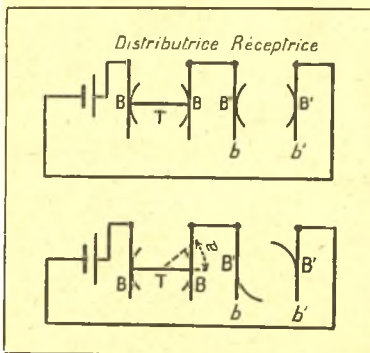 Distributrice Réceptrice
B B B' B'
T
b b'
d
B' B'
B T B
b b'